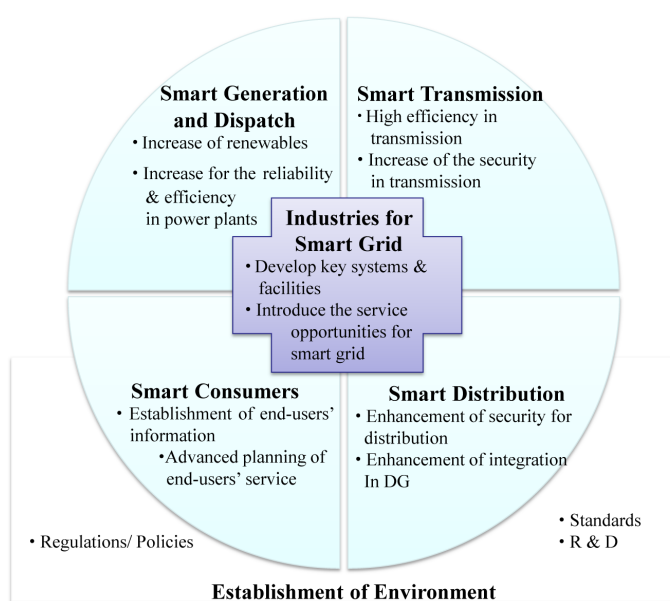 Smart Generation
and Dispatch
• Increase of renewables
• Increase for the reliability
& efficiency
in power plants
Smart Transmission
• High efficiency in
transmission
• Increase of the security
in transmission
Industries for
Smart Grid
• Develop key systems &
facilities
• Introduce the service
opportunities for
smart grid
Smart Consumers
• Establishment of end-users’
information
•Advanced planning of
end-users’ service
Smart Distribution
• Enhancement of security for
distribution
• Enhancement of integration
In DG
• Regulations/ Policies
• Standards
• R & D
Establishment of Environment